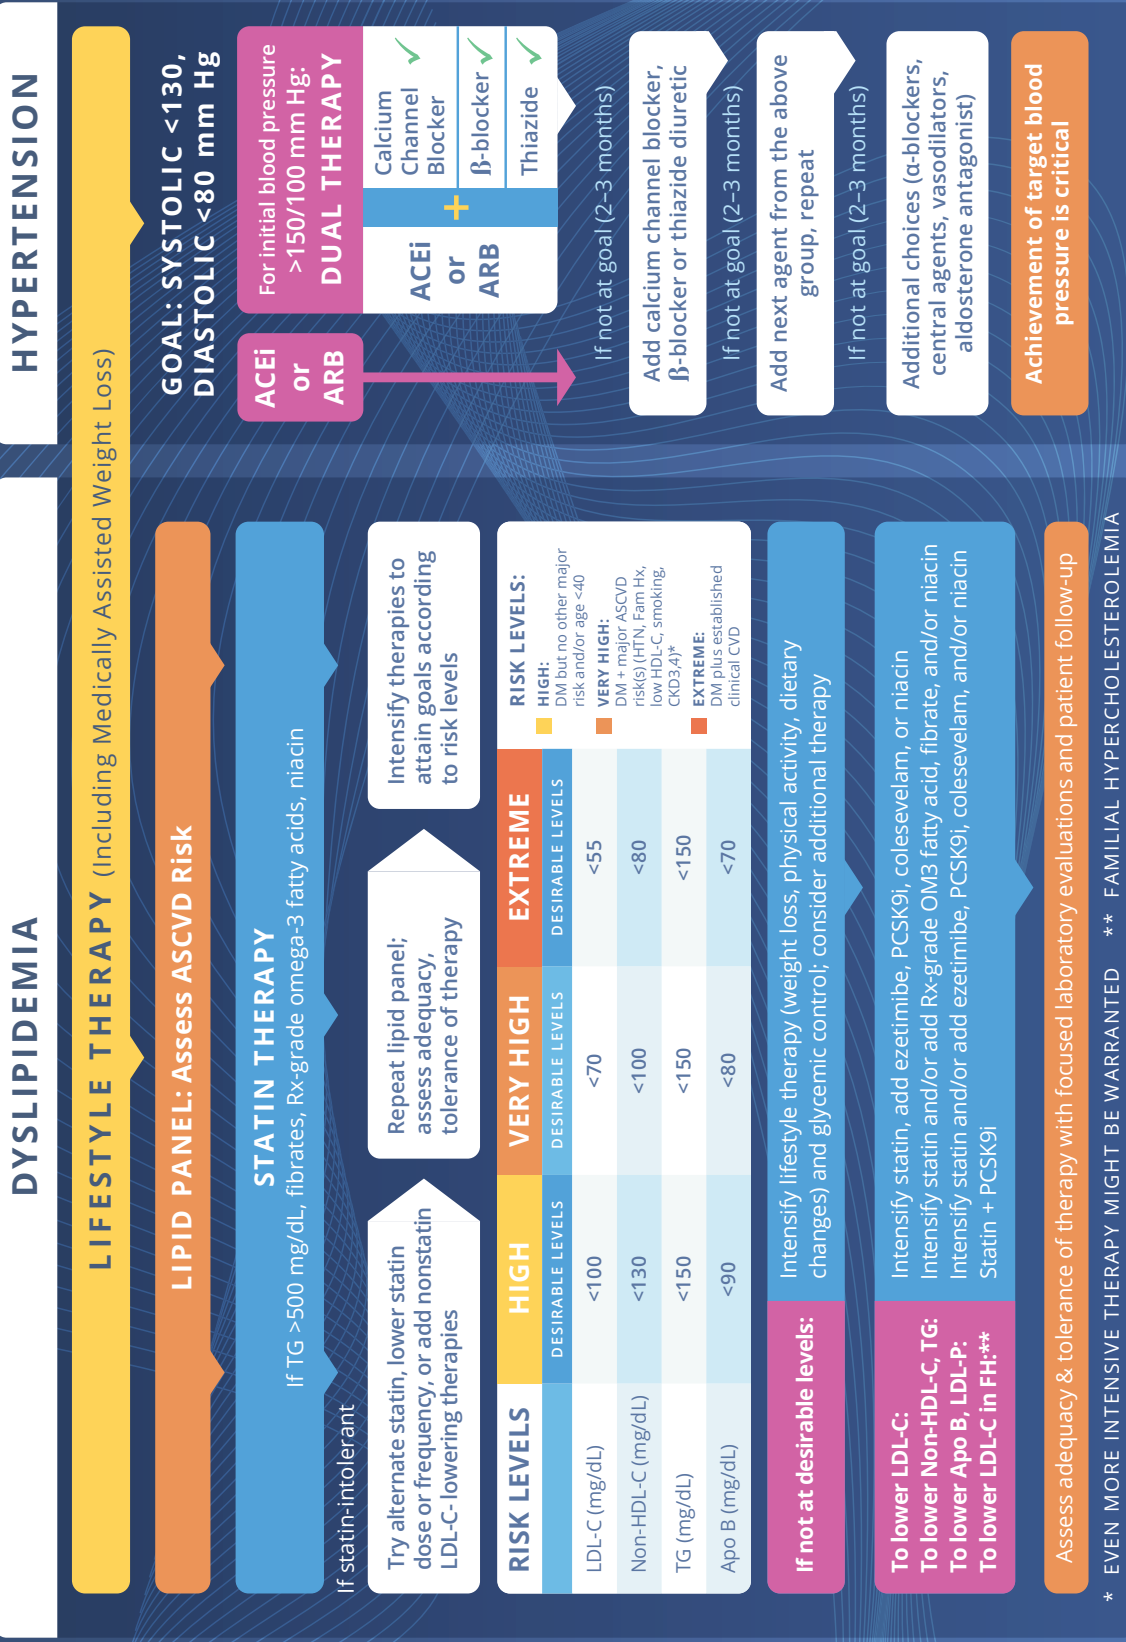 DYSLIPIDEMIA
HYPERTENSION
LIFESTYLE THERAPY (Including Medically Assisted Weight Loss)
LIPID PANEL: Assess ASCVD Risk
STATIN THERAPY
If TG >500 mg/dL, fibrates, Rx-grade omega-3 fatty acids, niacin
If statin-intolerant
Try alternate statin, lower statin
dose or frequency, or add nonstatin
LDL-C- lowering therapies
Repeat lipid panel;
assess adequacy,
tolerance of therapy
Intensify therapies to
attain goals according
to risk levels
RISK LEVELS
HIGH
VERY HIGH
EXTREME
DESIRABLE LEVELS
DESIRABLE LEVELS
DESIRABLE LEVELS
LDL-C (mg/dL) <100 <70 <55
Non-HDL-C (mg/dL) <130 <100 <80
TG (mg/dL) <150 <150 <150
Apo B (mg/dL) <90 <80 <70
RISK LEVELS:
HIGH:
DM but no other major
risk and/or age <40
VERY HIGH:
DM + major ASCVD
risk(s) (HTN, Fam Hx,
low HDL-C, smoking,
CKD3,4)*
EXTREME:
DM plus established
clinical CVD
If not at desirable levels:
Intensify lifestyle therapy (weight loss, physical activity, dietary
changes) and glycemic control; consider additional therapy
To lower LDL-C: Intensify statin, add ezetimibe, PCSK9i, colesevelam, or niacin
To lower Non-HDL-C, TG: Intensify statin and/or add Rx-grade OM3 fatty acid, fibrate, and/or niacin
To lower Apo B, LDL-P: Intensify statin and/or add ezetimibe, PCSK9i, colesevelam, and/or niacin
To lower LDL-C in FH:** Statin + PCSK9i
Assess adequacy & tolerance of therapy with focused laboratory evaluations and patient follow-up
* EVEN MORE INTENSIVE THERAPY MIGHT BE WARRANTED ** FAMILIAL HYPERCHOLESTEROLEMIA
GOAL: SYSTOLIC <130,
DIASTOLIC <80 mm Hg
ACEi
or
ARB
For initial blood pressure
>150/100 mm Hg:
DUAL THERAPY
ACEi
or
ARB
+
Calcium
Channel
Blocker ✓
ß-blocker ✓
Thiazide ✓
If not at goal (2–3 months)
Add calcium channel blocker,
ß-blocker or thiazide diuretic
If not at goal (2–3 months)
Add next agent from the above
group, repeat
If not at goal (2–3 months)
Additional choices (α-blockers,
central agents, vasodilators,
aldosterone antagonist)
Achievement of target blood
pressure is critical